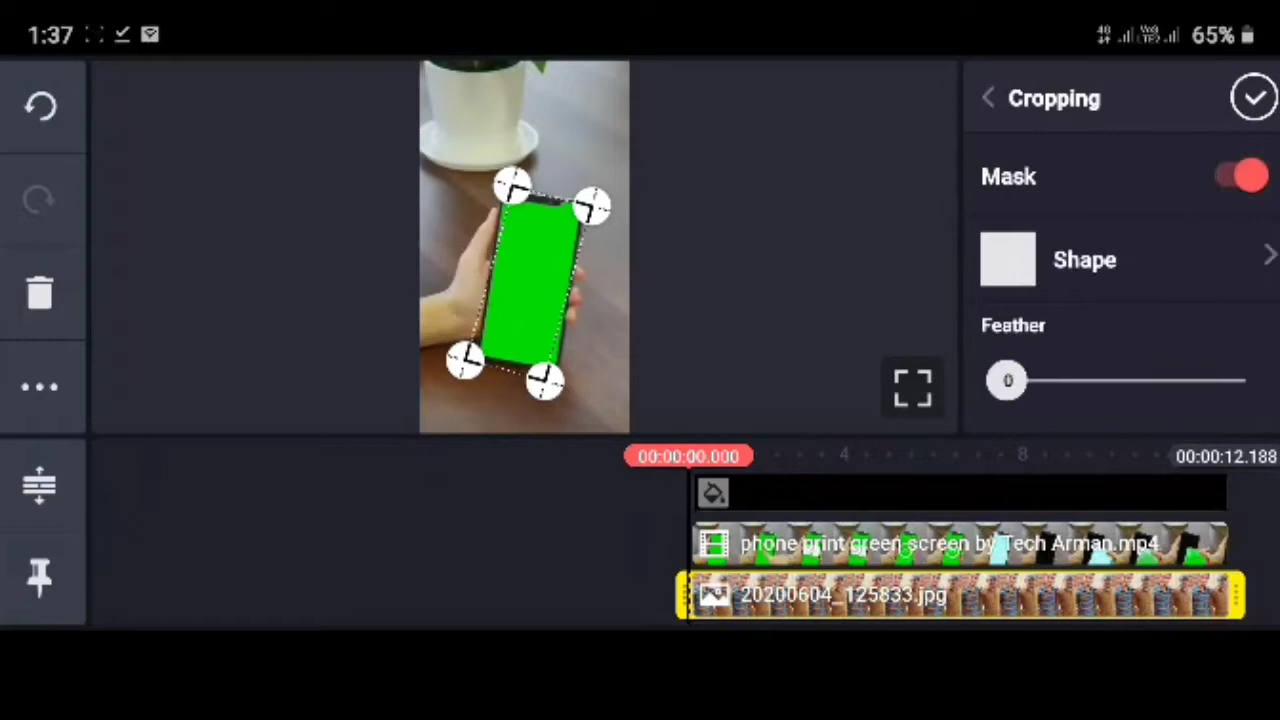 1:37
65%
Cropping
Mask
Shape
Feather
0
00:00:00.000
4
8
00:00:12.188
phone print green screen by Tech Arman.mp4
20200604_125833.jpg